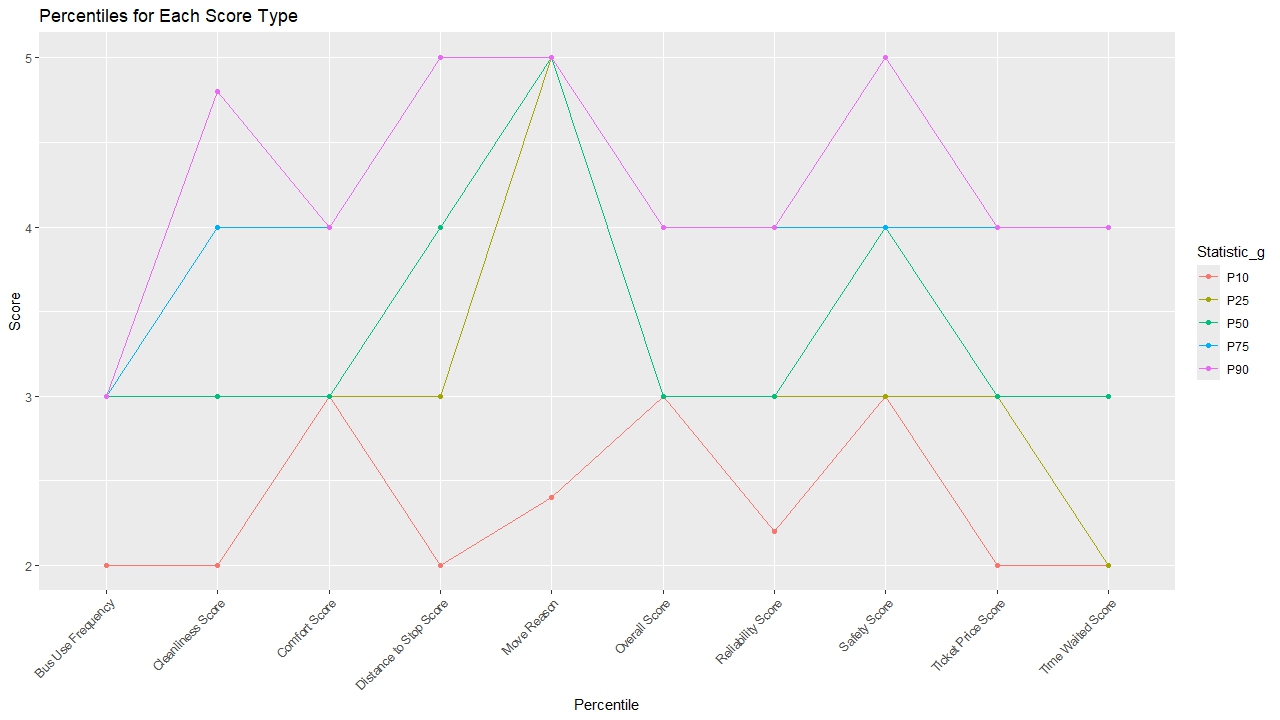 Percentiles for Each Score Type
5
4
3
2
Score
Bus Use Frequency
Cleanliness Score
Comfort Score
Distance to Stop Score
Move Reason
Overall Score
Reliability Score
Safety Score
Ticket Price Score
Time Waited Score
Percentile
Statistic_g
P10
P25
P50
P75
P90